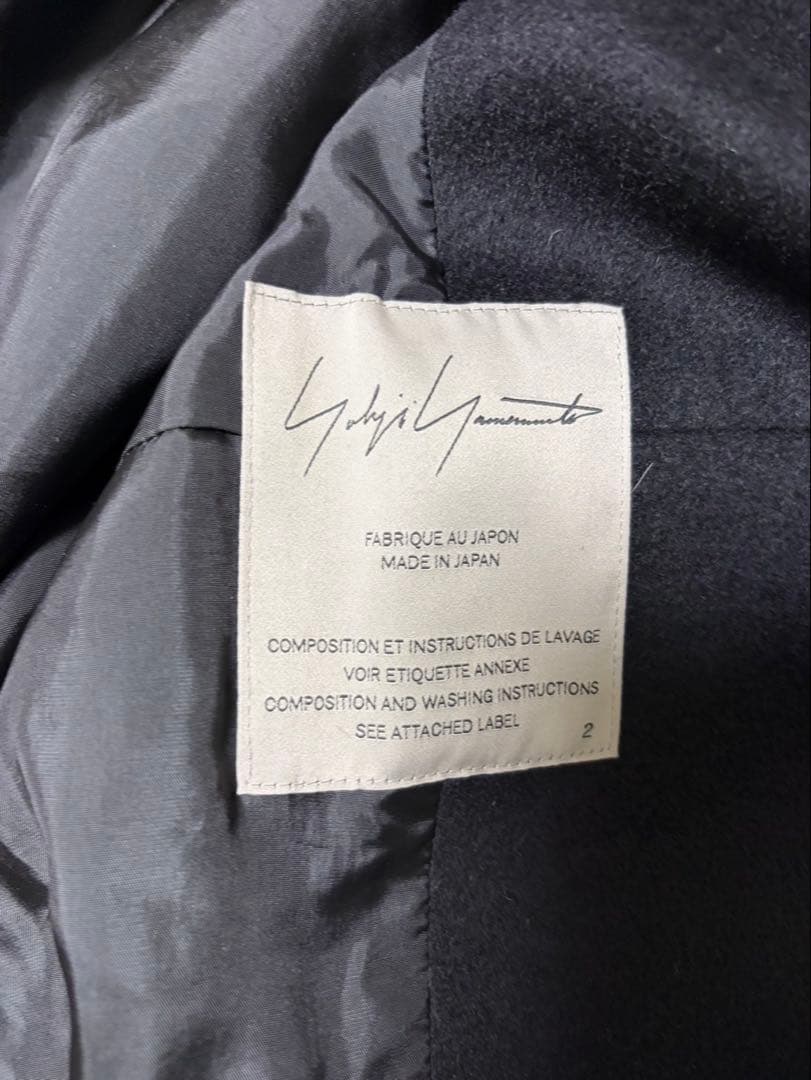 Yohji Yamamoto
FABRIQUE AU JAPON
MADE IN JAPAN
COMPOSITION ET INSTRUCTIONS DE LAVAGE
VOIR ETIQUETTE ANNEXE
COMPOSITION AND WASHING INSTRUCTIONS
SEE ATTACHED LABEL
2